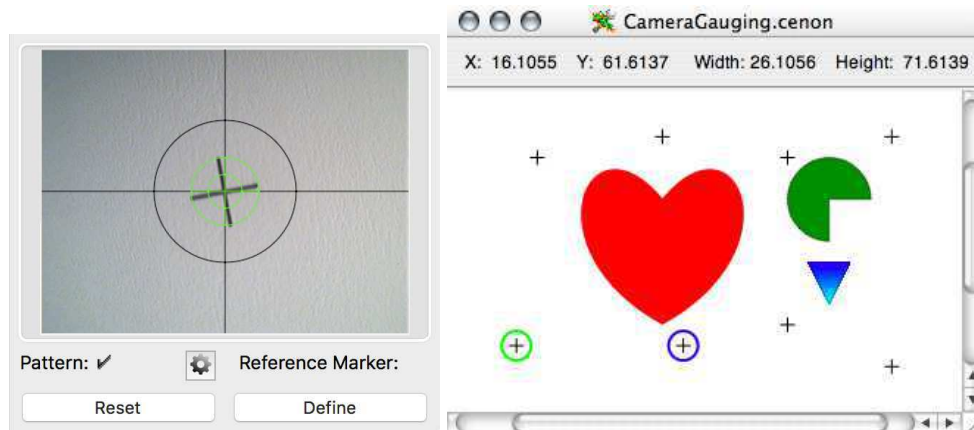 Pattern: ✔
Reference Marker:
Reset
Define
CameraGauging.cenon
X: 16.1055 Y: 61.6137 Width: 26.1056 Height: 71.6139